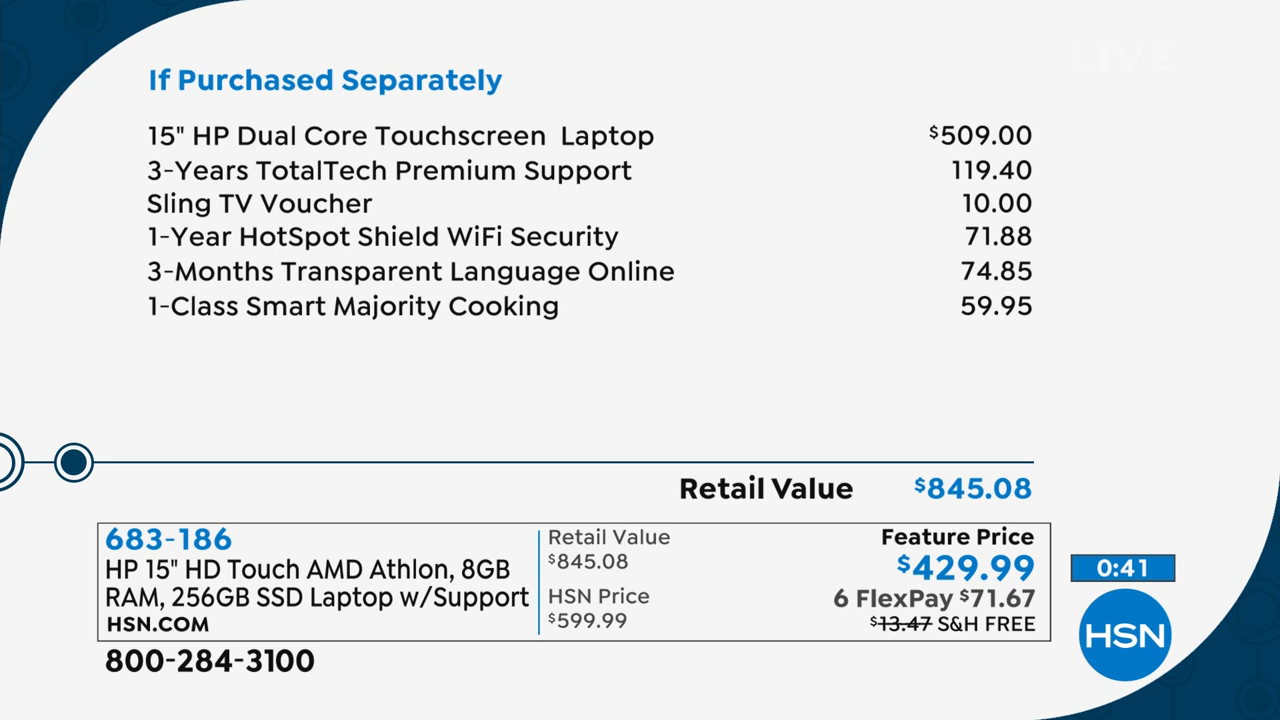 LIVE
If Purchased Separately
15" HP Dual Core Touchscreen Laptop $509.00
3-Years TotalTech Premium Support 119.40
Sling TV Voucher 10.00
1-Year HotSpot Shield WiFi Security 71.88
3-Months Transparent Language Online 74.85
1-Class Smart Majority Cooking 59.95
Retail Value $845.08
683-186
HP 15" HD Touch AMD Athlon, 8GB
RAM, 256GB SSD Laptop w/Support
HSN.COM
Retail Value
$845.08
HSN Price
$599.99
Feature Price
$429.99
6 FlexPay $71.67
$13.47 S&H FREE
0:41
HSN
800-284-3100